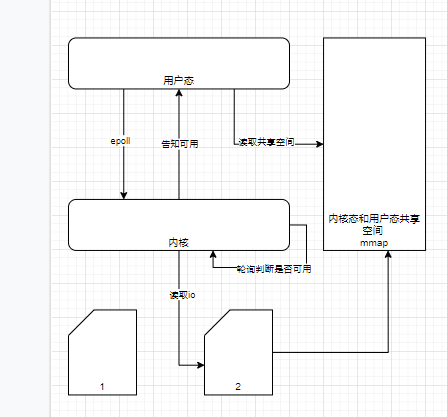 用户态
epoll
告知可用
读取共享空间
内核态和用户态共享
空间
mmap
内核
轮询判断是否可用
读取io
1
2